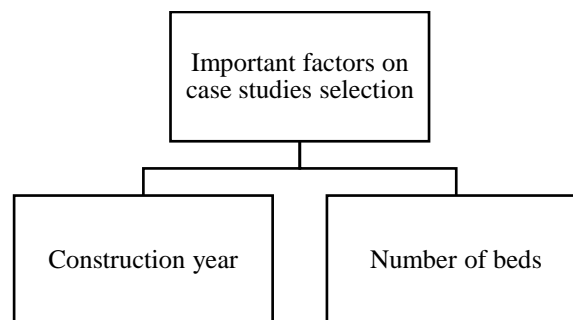 Important factors on
case studies selection
Construction year
Number of beds